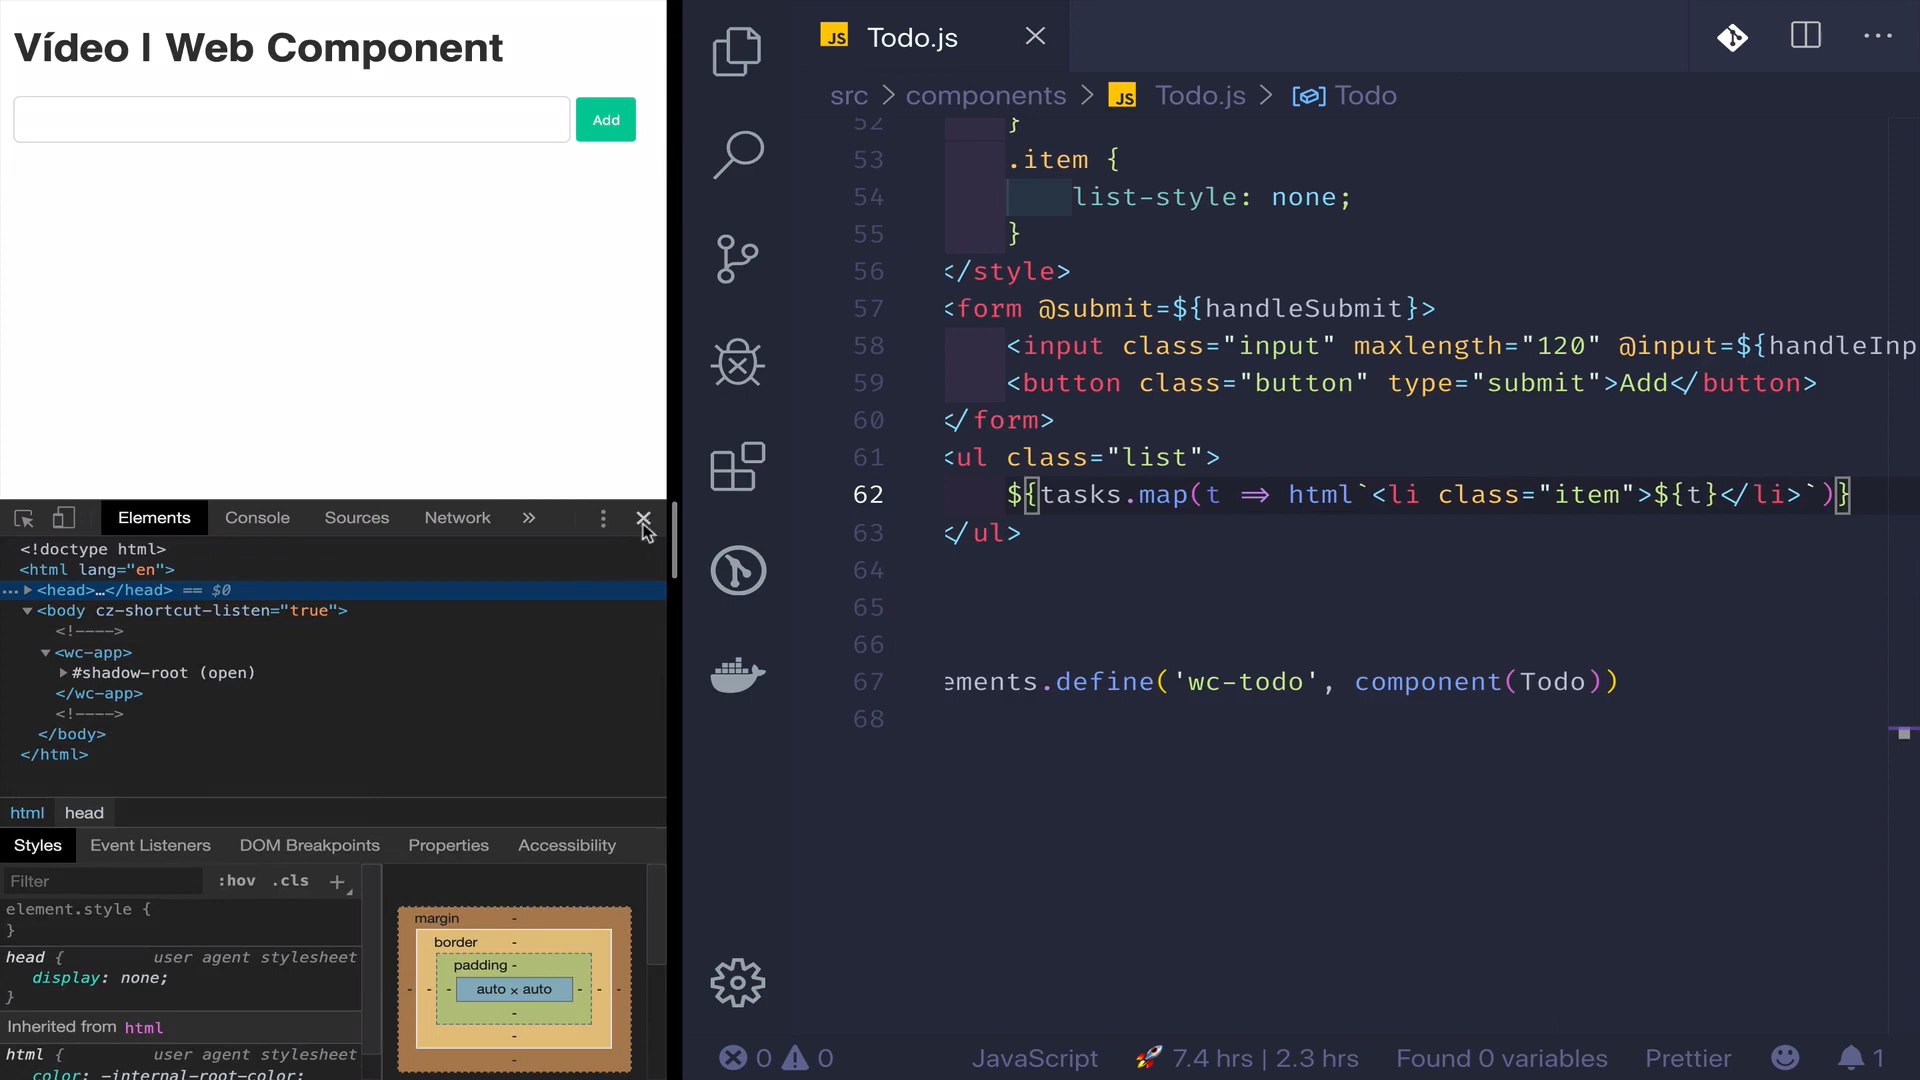 Vídeo | Web Component
Add
Elements
Console
Sources
Network
<!doctype html>
<html lang="en">
<head>…</head> == $0
<body cz-shortcut-listen="true">
<!---->
<wc-app>
#shadow-root (open)
</wc-app>
<!---->
</body>
</html>
html head
Styles
Event Listeners
DOM Breakpoints
Properties
Accessibility
Filter
:hov .cls +
element.style {
}
head { user agent stylesheet
display: none;
}
Inherited from html
html { user agent stylesheet
color: -internal-root-color;
margin -
border -
padding -
auto × auto
JS Todo.js
src > components > JS Todo.js > Todo
52 }
53 .item {
54 list-style: none;
55 }
56 </style>
57 <form @submit=${handleSubmit}>
58 <input class="input" maxlength="120" @input=${handleInp
59 <button class="button" type="submit">Add</button>
60 </form>
61 <ul class="list">
62 ${tasks.map(t => html`<li class="item">${t}</li>`)}
63 </ul>
64
65
66
67 ements.define('wc-todo', component(Todo))
68
0 0
JavaScript
🚀 7.4 hrs | 2.3 hrs
Found 0 variables
Prettier
1